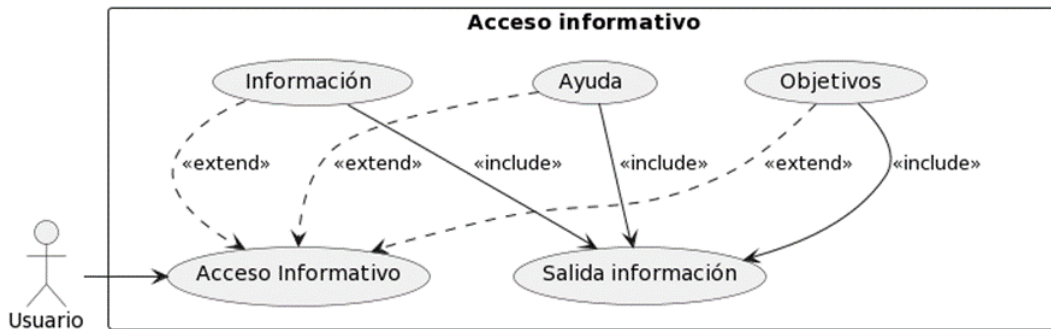 Acceso informativo
Información
Ayuda
Objetivos
«extend»
«extend»
«include»
«include»
«extend»
«include»
Acceso Informativo
Salida información
Usuario